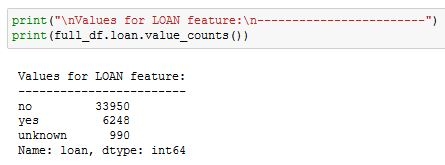 print("\nValues for LOAN feature:\n------------------------")
print(full_df.loan.value_counts())
Values for LOAN feature:
------------------------
no         33950
yes         6248
unknown      990
Name: loan, dtype: int64